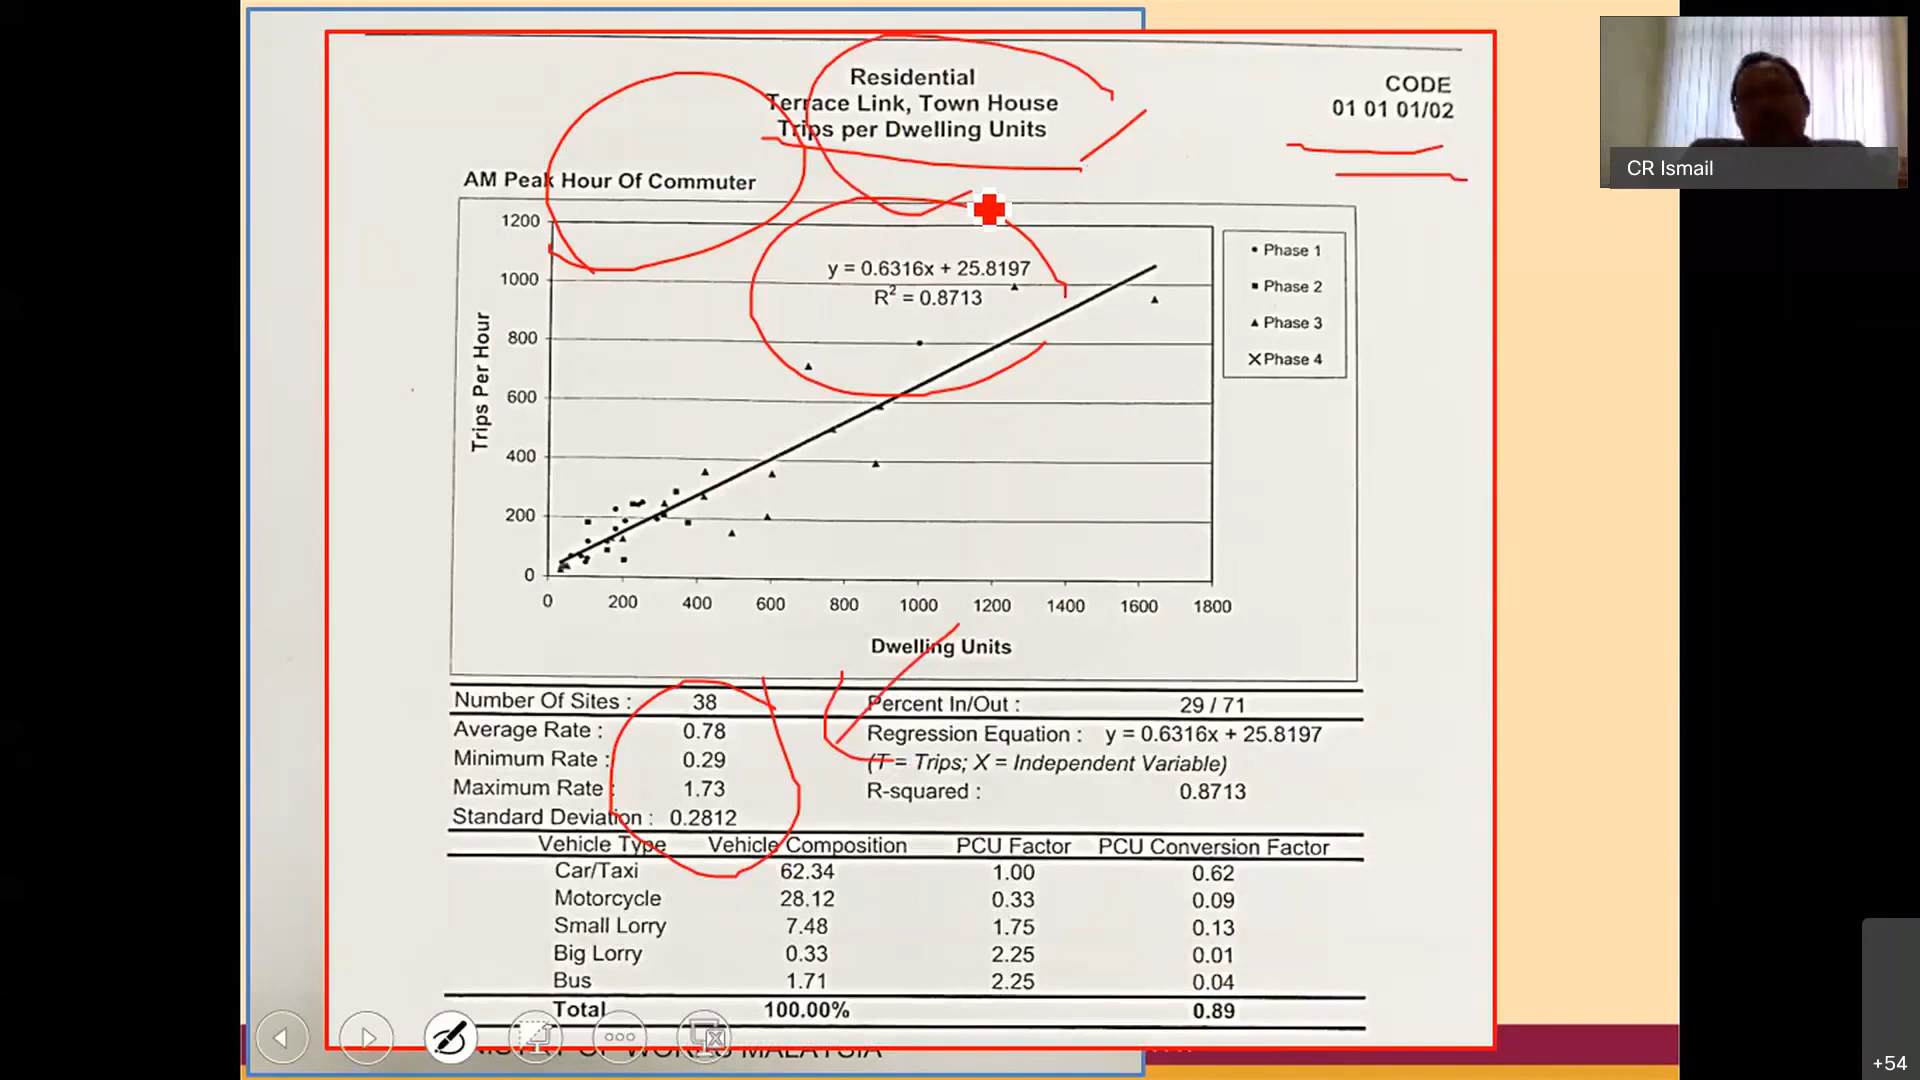 Residential
Terrace Link, Town House
Trips per Dwelling Units
CODE
01 01 01/02
CR Ismail
AM Peak Hour Of Commuter
1200
1000
800
600
400
200
0
Trips Per Hour
y = 0.6316x + 25.8197
R² = 0.8713
Phase 1
Phase 2
Phase 3
Phase 4
0 200 400 600 800 1000 1200 1400 1600 1800
Dwelling Units
Number Of Sites : 38 Percent In/Out : 29 / 71
Average Rate : 0.78 Regression Equation : y = 0.6316x + 25.8197
Minimum Rate : 0.29 (T = Trips; X = Independent Variable)
Maximum Rate : 1.73 R-squared : 0.8713
Standard Deviation : 0.2812
Vehicle Type Vehicle Composition PCU Factor PCU Conversion Factor
Car/Taxi 62.34 1.00 0.62
Motorcycle 28.12 0.33 0.09
Small Lorry 7.48 1.75 0.13
Big Lorry 0.33 2.25 0.01
Bus 1.71 2.25 0.04
Total 100.00% 0.89
MALAYSIA
+54